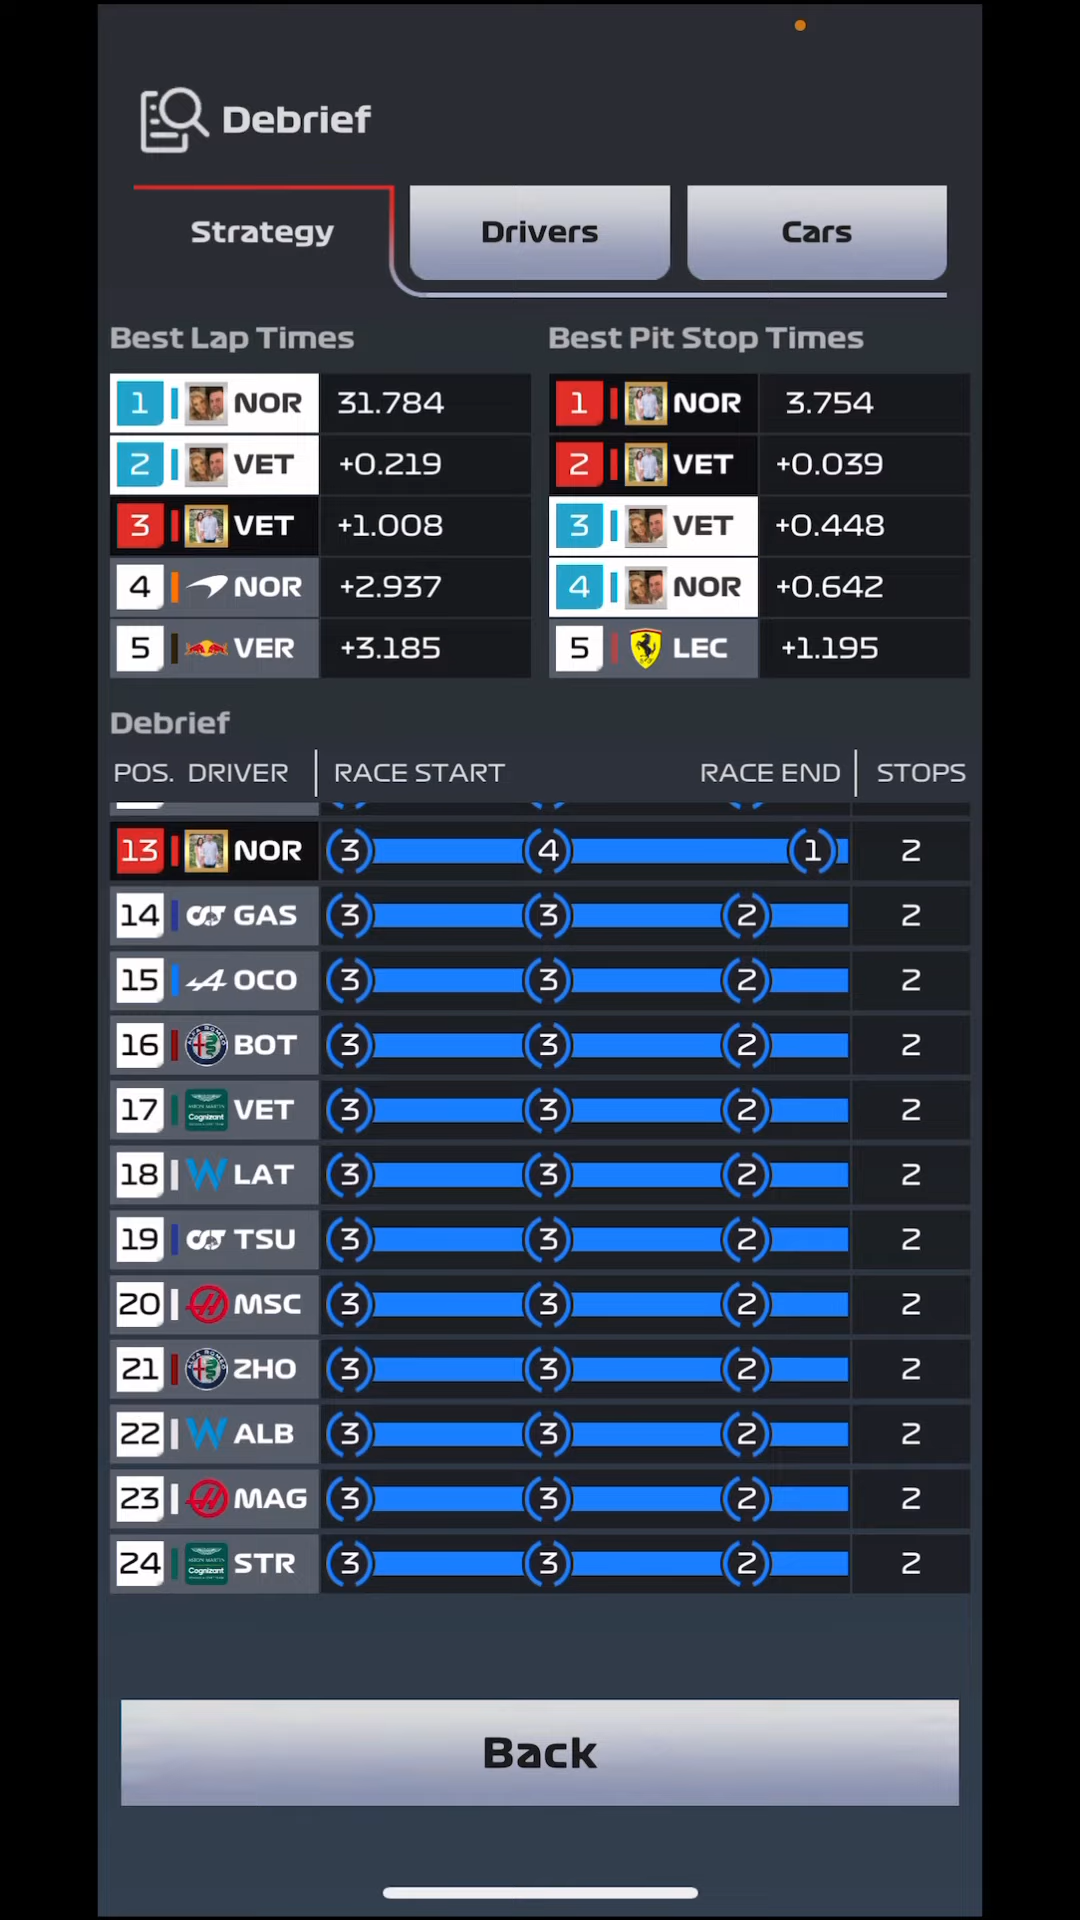 Debrief
Strategy Drivers Cars
Best Lap Times
1 NOR 31.784
2 VET +0.219
3 VET +1.008
4 NOR +2.937
5 VER +3.185
Best Pit Stop Times
1 NOR 3.754
2 VET +0.039
3 VET +0.448
4 NOR +0.642
5 LEC +1.195
Debrief
POS. DRIVER RACE START RACE END STOPS
13 NOR 3 4 1 2
14 GAS 3 3 2 2
15 OCO 3 3 2 2
16 BOT 3 3 2 2
17 Cognizant VET 3 3 2 2
18 LAT 3 3 2 2
19 TSU 3 3 2 2
20 MSC 3 3 2 2
21 ZHO 3 3 2 2
22 ALB 3 3 2 2
23 MAG 3 3 2 2
24 Cognizant STR 3 3 2 2
Back